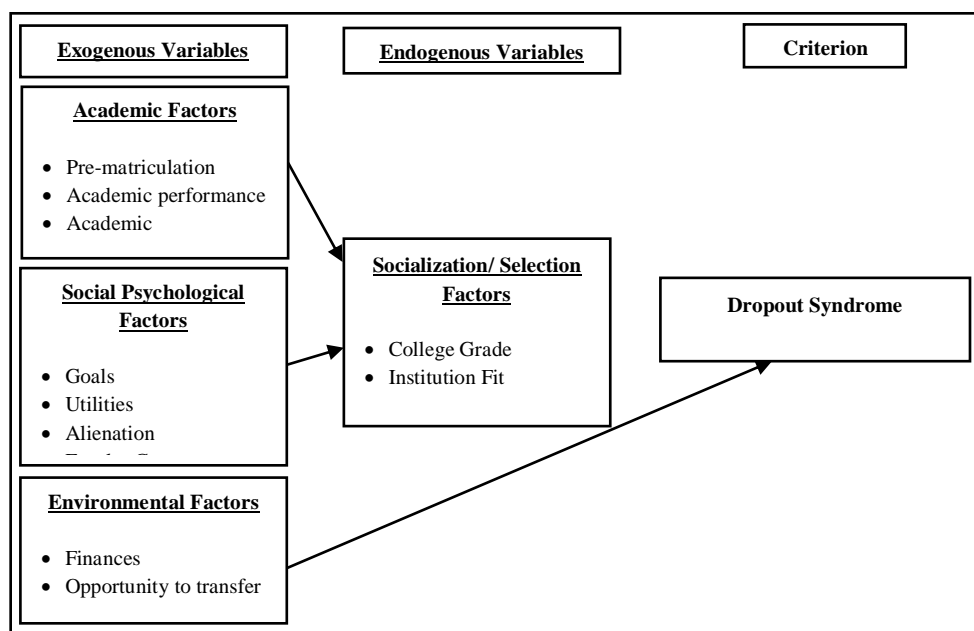 Exogenous Variables
Endogenous Variables
Criterion
Academic Factors
• Pre-matriculation
• Academic performance
• Academic
Social Psychological
Factors
• Goals
• Utilities
• Alienation
Socialization/ Selection
Factors
• College Grade
• Institution Fit
Dropout Syndrome
Environmental Factors
• Finances
• Opportunity to transfer